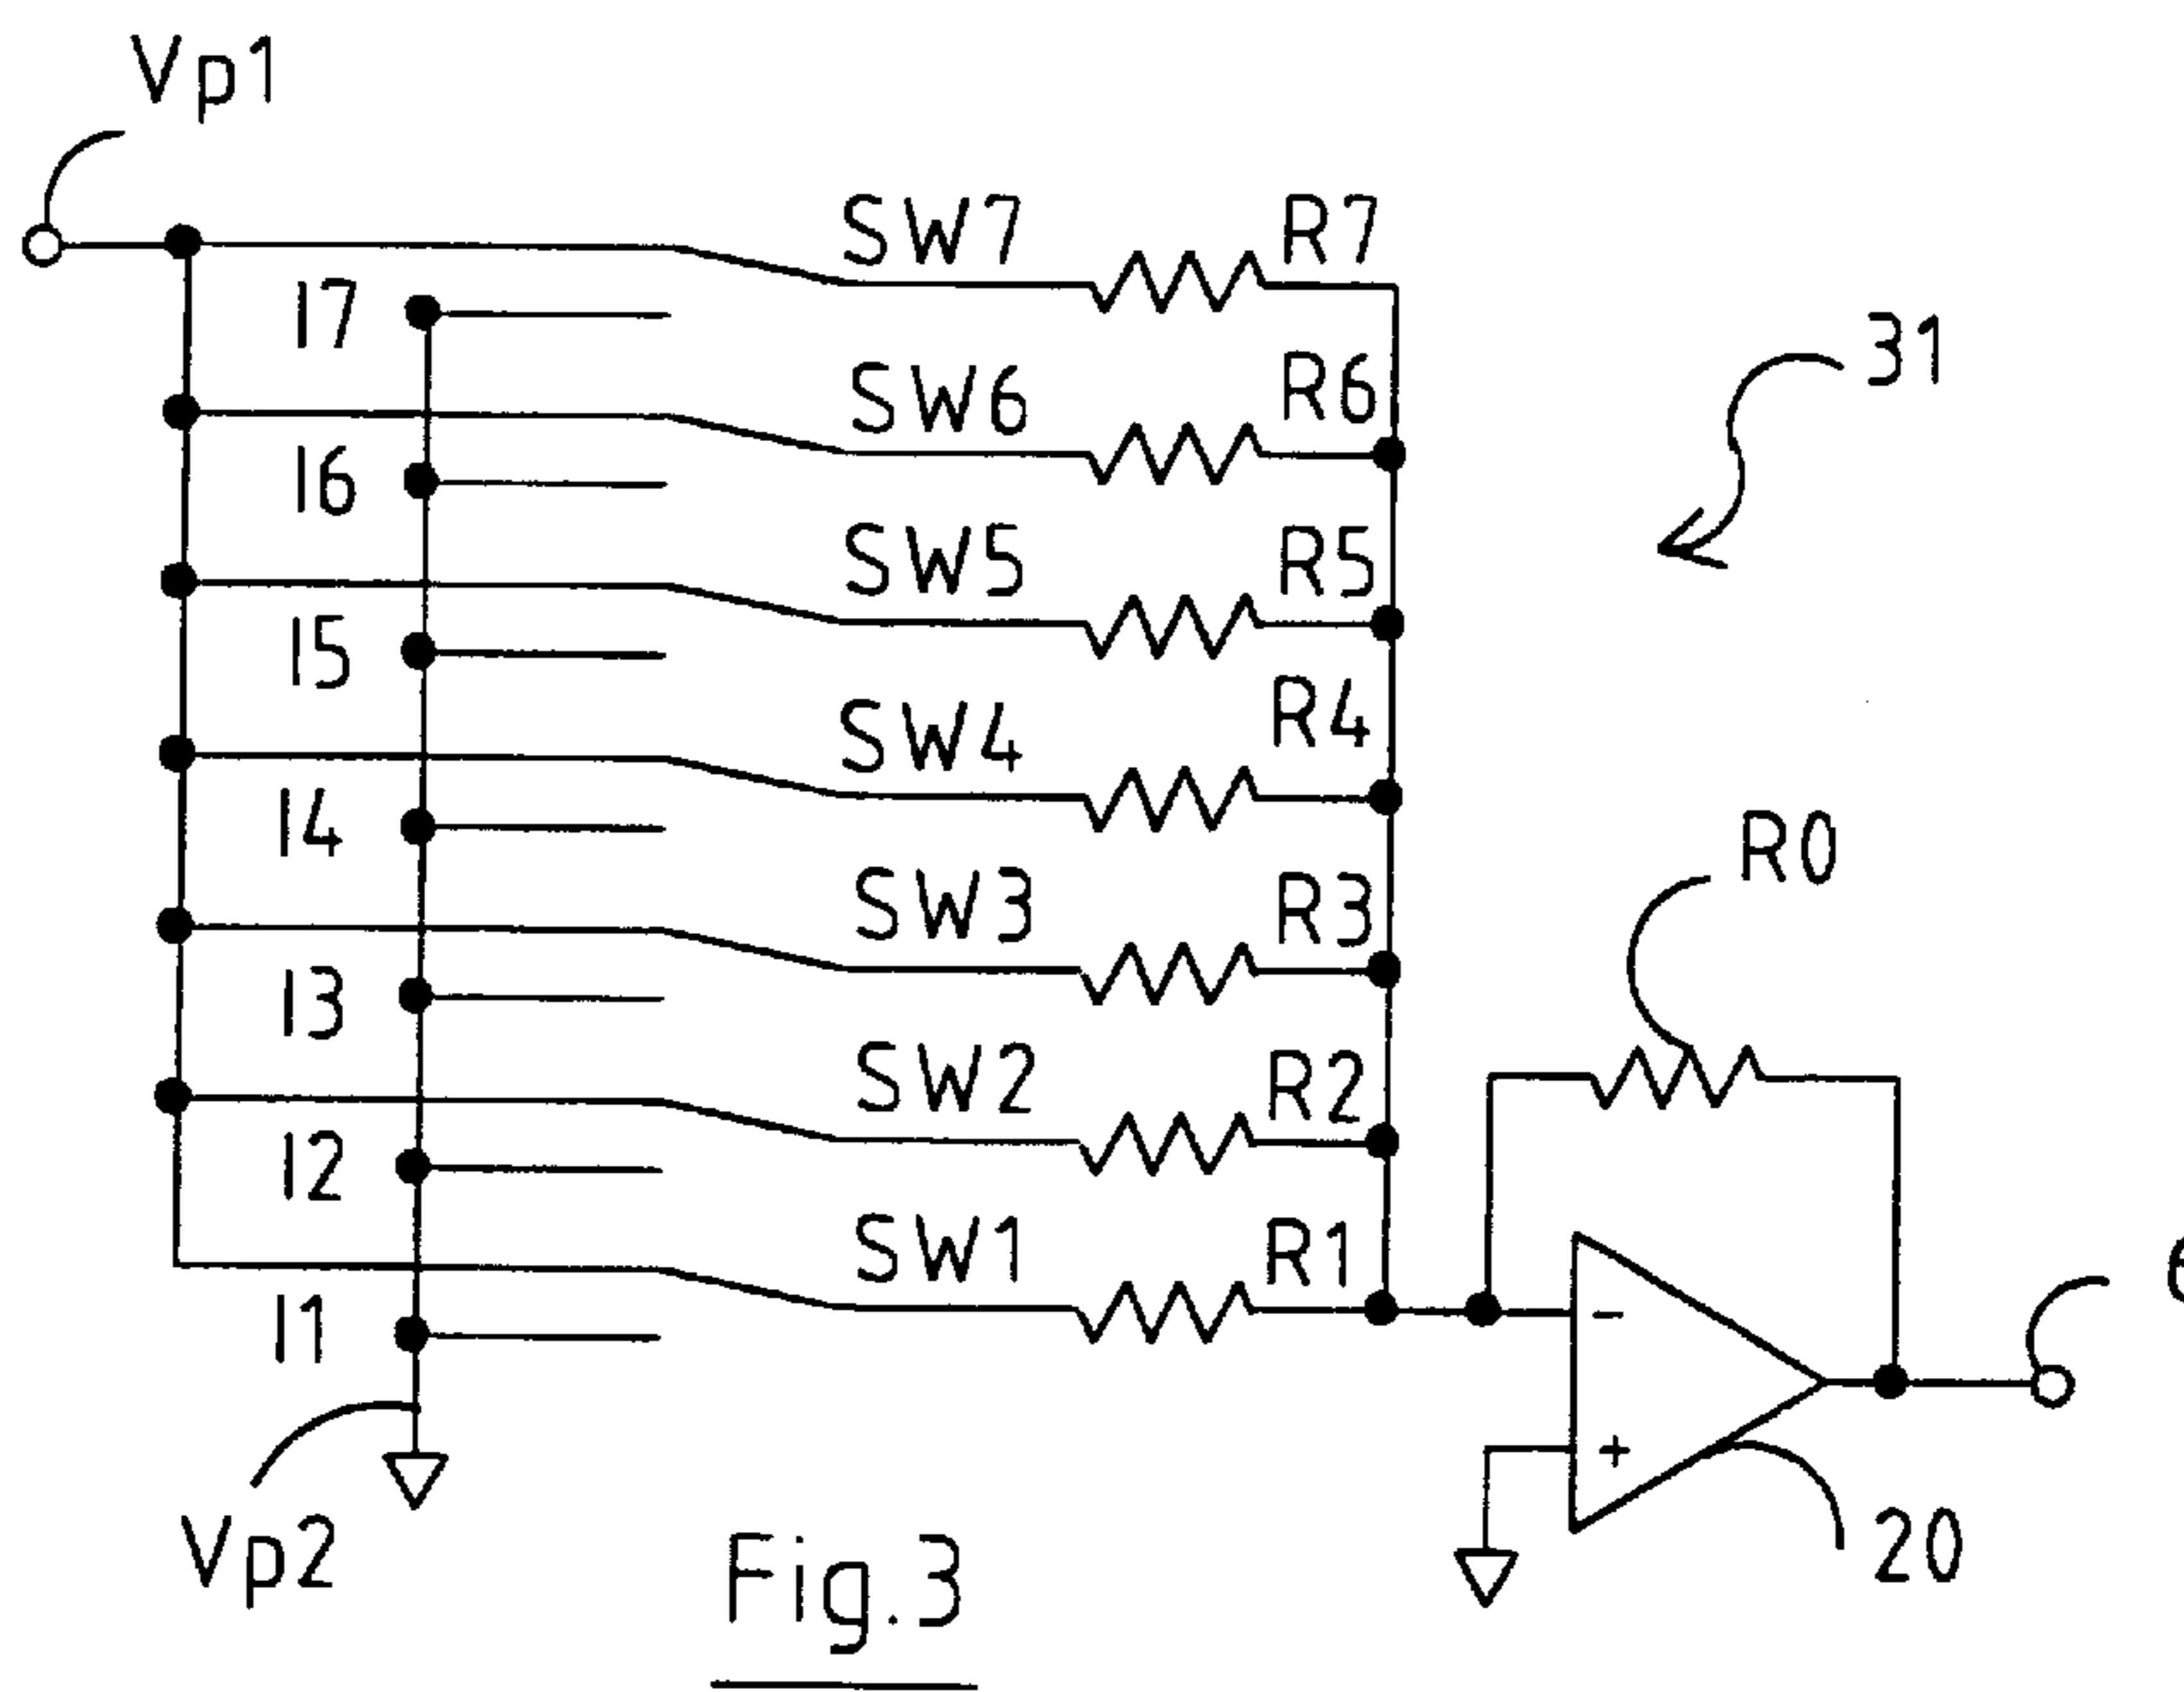 Vp1
SW7 R7
I7
31
SW6 R6
I6
SW5 R5
I5
SW4 R4
I4
R0
SW3 R3
I3
SW2 R2
I2
SW1 R1
I1
-
+
Vp2
20
Fig.3